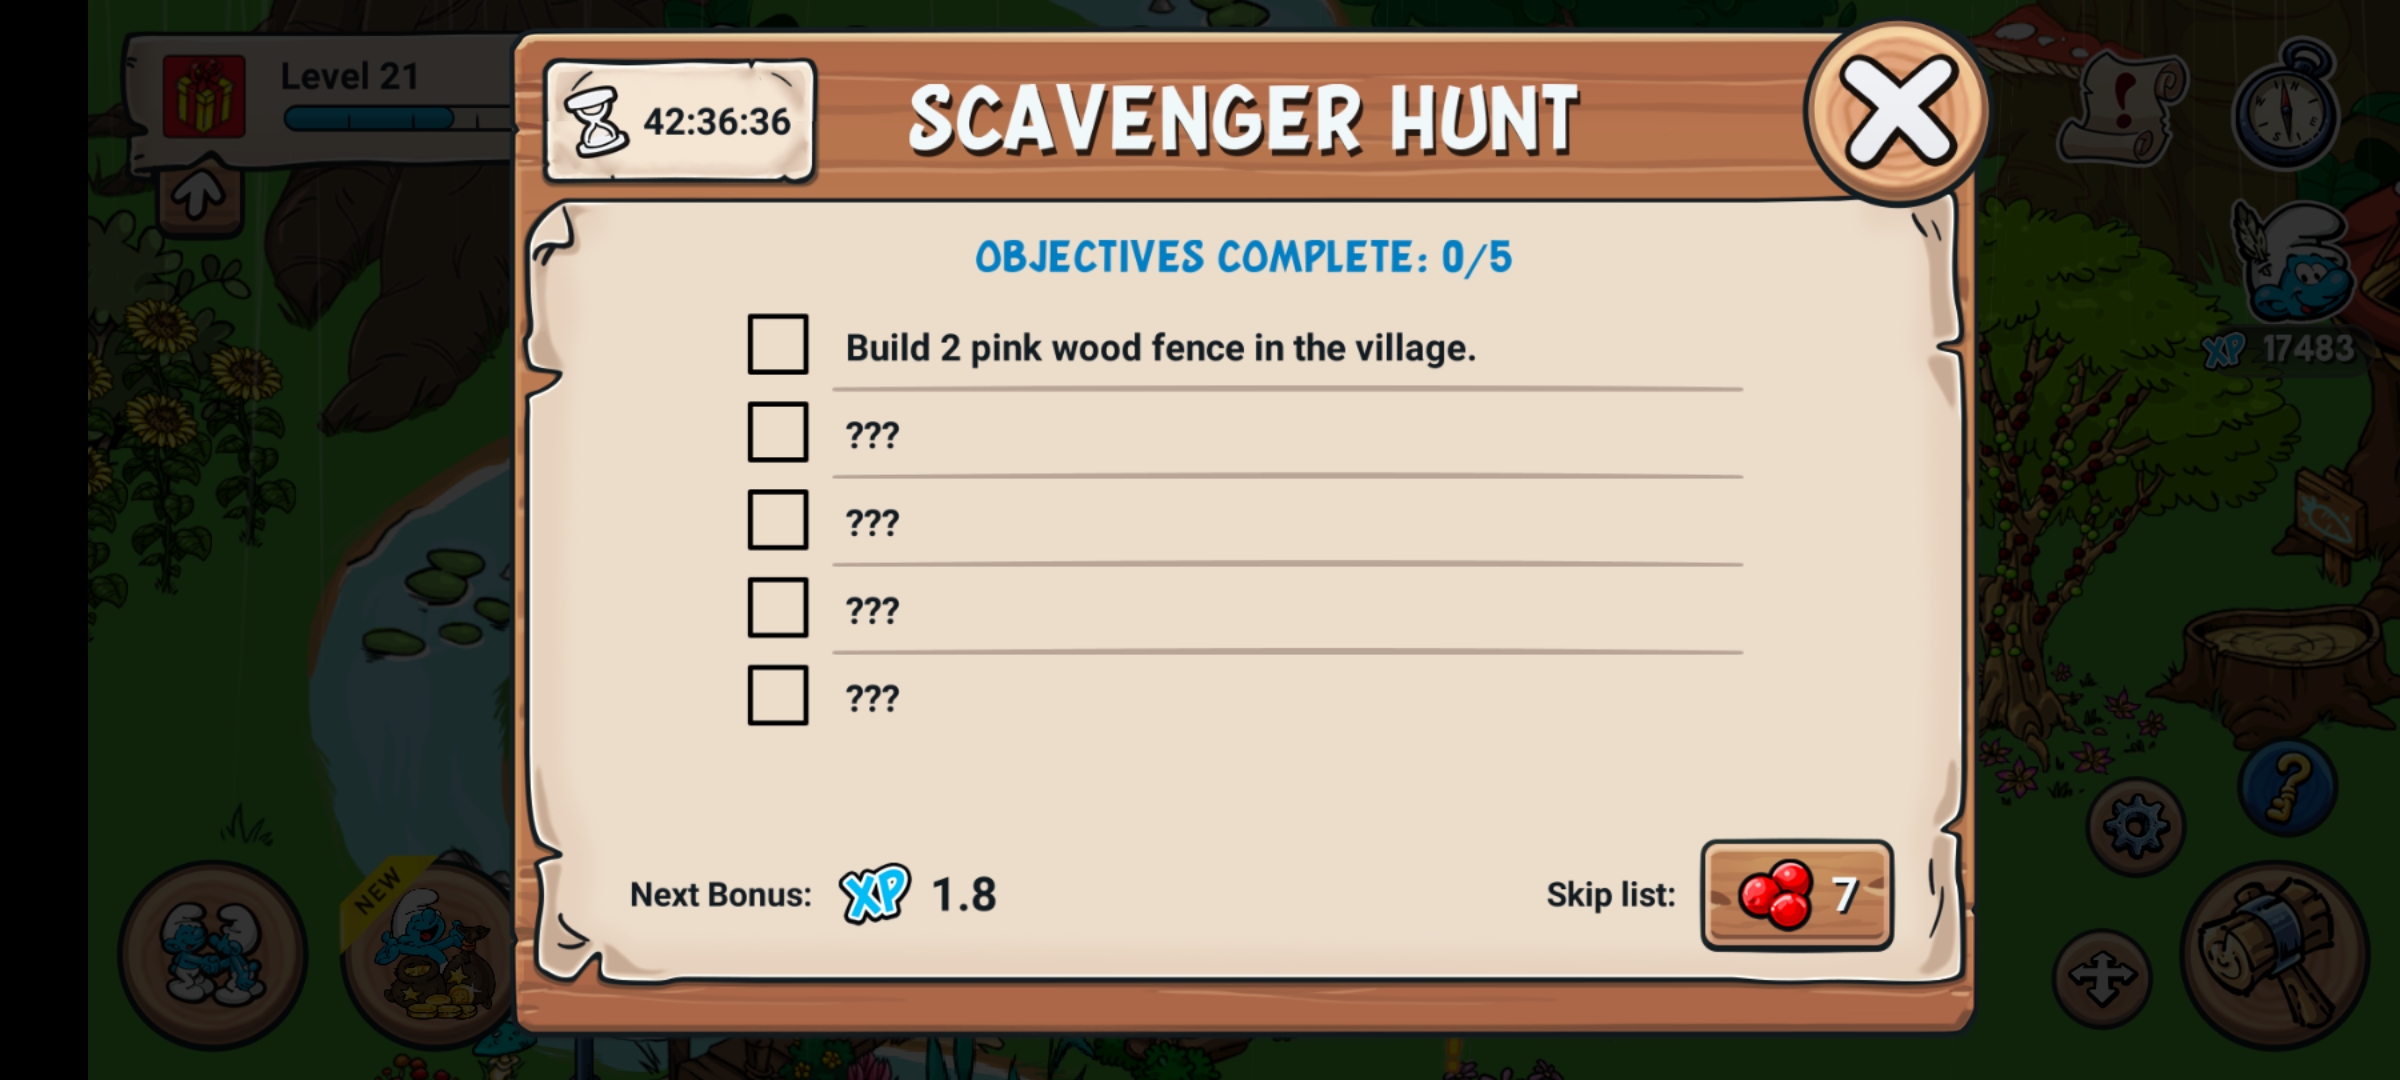 Level 21
42:36:36
SCAVENGER HUNT
OBJECTIVES COMPLETE: 0/5
Build 2 pink wood fence in the village.
???
???
???
???
XP 17483
NEW
Next Bonus: XP 1.8
Skip list: 7